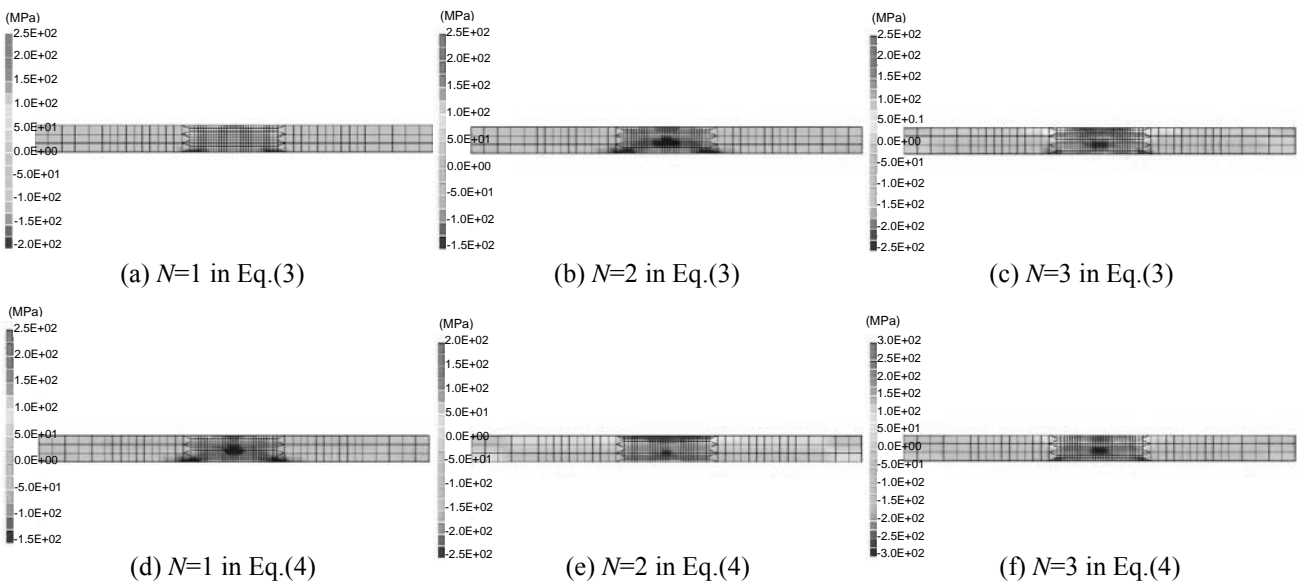 (MPa)
2.5E+02
2.0E+02
1.5E+02
1.0E+02
5.0E+01
0.0E+00
-5.0E+01
-1.0E+02
-1.5E+02
-2.0E+02
(a) N=1 in Eq.(3)
(MPa)
2.5E+02
2.0E+02
1.5E+02
1.0E+02
5.0E+01
0.0E+00
-5.0E+01
-1.0E+02
-1.5E+02
(b) N=2 in Eq.(3)
(MPa)
2.5E+02
2.0E+02
1.5E+02
1.0E+02
5.0E+0.1
0.0E+00
-5.0E+01
-1.0E+02
-1.5E+02
-2.0E+02
-2.5E+02
(c) N=3 in Eq.(3)
(MPa)
2.5E+02
2.0E+02
1.5E+02
1.0E+02
5.0E+01
0.0E+00
-5.0E+01
-1.0E+02
-1.5E+02
(d) N=1 in Eq.(4)
(MPa)
2.0E+02
1.5E+02
1.0E+02
5.0E+01
0.0E+00
-5.0E+01
-1.0E+02
-1.5E+02
-2.0E+02
-2.5E+02
(e) N=2 in Eq.(4)
(MPa)
3.0E+02
2.5E+02
2.0E+02
1.5E+02
1.0E+02
5.0E+01
0.0E+00
-5.0E+01
-1.0E+02
-1.5E+02
-2.0E+02
-2.5E+02
-3.0E+02
(f) N=3 in Eq.(4)